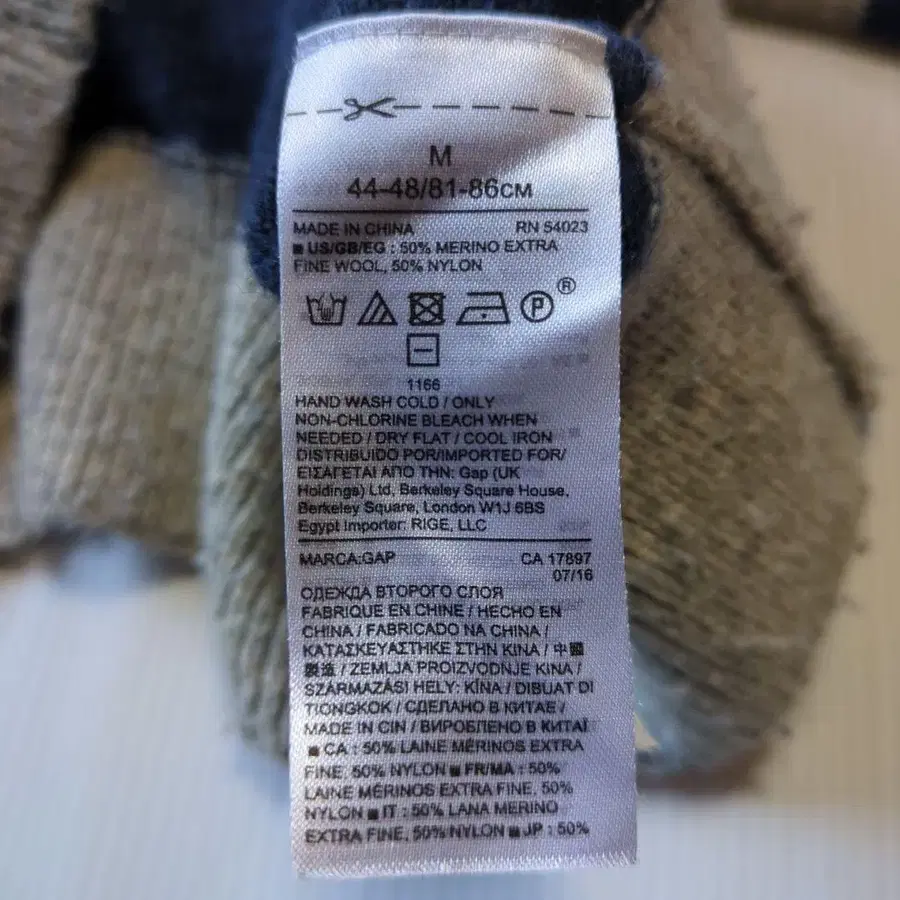 M
44-48/81-86см
MADE IN CHINA RN 54023
■ US/GB/EG : 50% MERINO EXTRA
FINE WOOL, 50% NYLON
P ®
1166
HAND WASH COLD / ONLY
NON-CHLORINE BLEACH WHEN
NEEDED / DRY FLAT / COOL IRON
DISTRIBUIDO POR/IMPORTED FOR/
ΕΙΣΑΓΕΤΑΙ ΑΠΟ ΤΗΝ: Gap (UK
Holdings) Ltd, Berkeley Square House,
Berkeley Square, London W1J 6BS
Egypt Importer: RIGE, LLC
MARCA:GAP CA 17897
07/16
ОДЕЖДА ВТОРОГО СЛОЯ
FABRIQUE EN CHINE / HECHO EN
CHINA / FABRICADO NA CHINA /
ΚΑΤΑΣΚΕΥΑΣΤΗΚΕ ΣΤΗΝ ΚΙΝΑ / 中國
製造 / ZEMLJA PROIZVODNJE KINA /
SZÁRMAZÁSI HELY: KÍNA / DIBUAT DI
TIONGKOK / СДЕЛАНО В КИТАЕ /
MADE IN CIN / ВИРОБЛЕНО В КИТАЇ
■ CA : 50% LAINE MÉRINOS EXTRA
FINE, 50% NYLON ■ FR/MA : 50%
LAINE MÉRINOS EXTRA FINE, 50%
NYLON ■ IT : 50% LANA MERINO
EXTRA FINE, 50% NYLON ■ JP : 50%